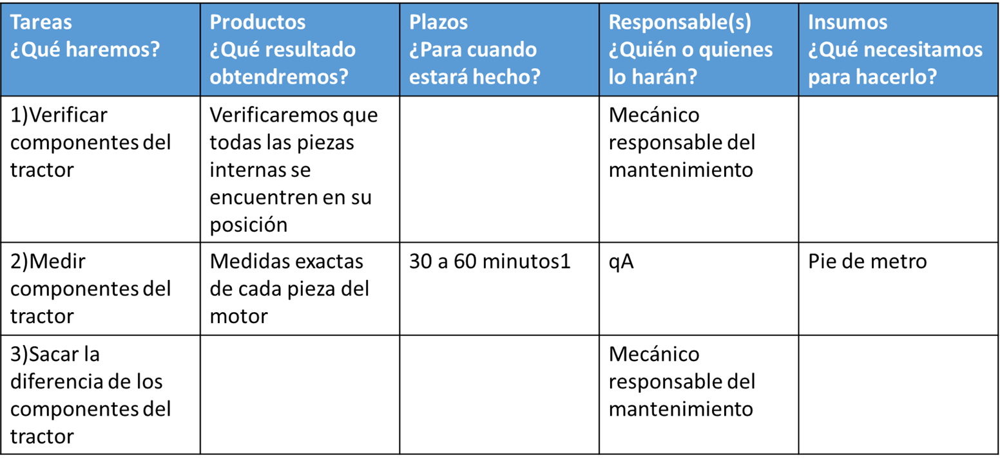 Tareas
¿Qué haremos?
Productos
¿Qué resultado
obtendremos?
Plazos
¿Para cuando
estará hecho?
Responsable(s)
¿Quién o quienes
lo harán?
Insumos
¿Qué necesitamos
para hacerlo?
1)Verificar
componentes del
tractor
Verificaremos que
todas las piezas
internas se
encuentren en su
posición
Mecánico
responsable del
mantenimiento
2)Medir
componentes del
tractor
Medidas exactas
de cada pieza del
motor
30 a 60 minutos1
qA
Pie de metro
3)Sacar la
diferencia de los
componentes del
tractor
Mecánico
responsable del
mantenimiento